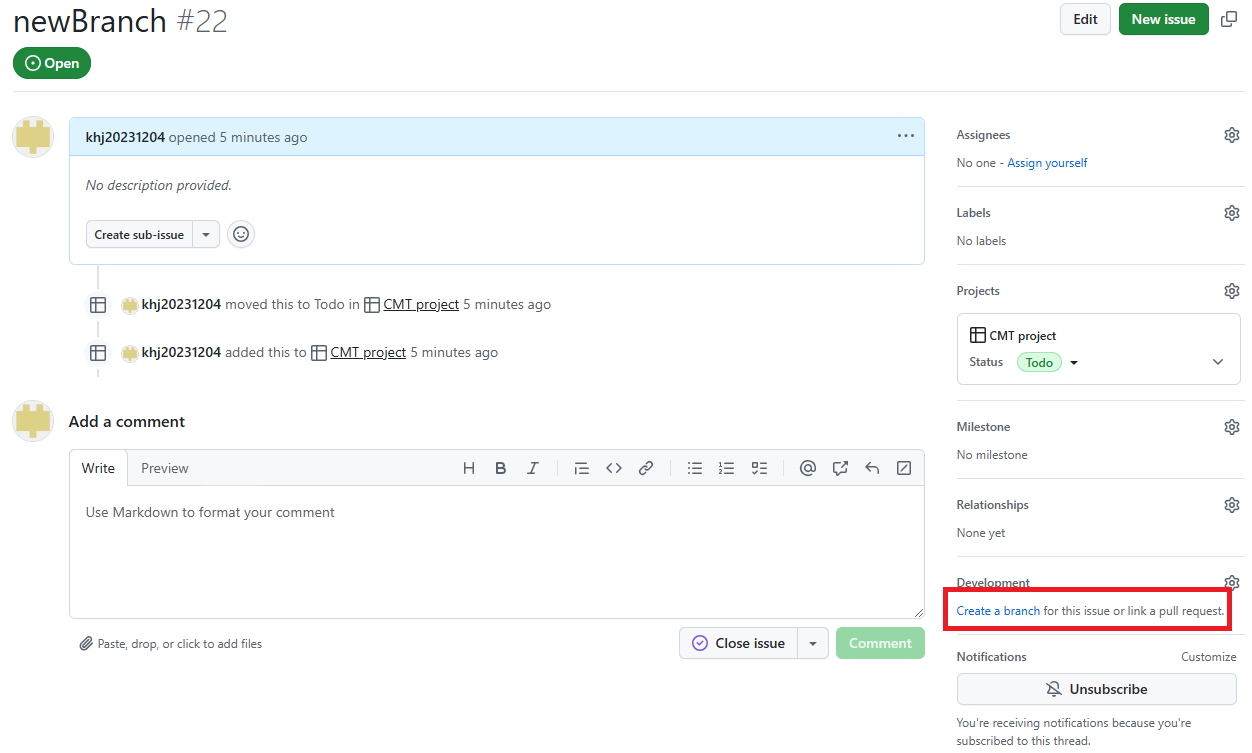 newBranch #22
Edit
New issue
Open
khj20231204 opened 5 minutes ago
No description provided.
Create sub-issue
khj20231204 moved this to Todo in CMT project 5 minutes ago
khj20231204 added this to CMT project 5 minutes ago
Add a comment
Write
Preview
Use Markdown to format your comment
Paste, drop, or click to add files
Close issue
Comment
Assignees
No one - Assign yourself
Labels
No labels
Projects
CMT project
Status Todo
Milestone
No milestone
Relationships
None yet
Development
Create a branch for this issue or link a pull request.
Notifications
Customize
Unsubscribe
You're receiving notifications because you're
subscribed to this thread.